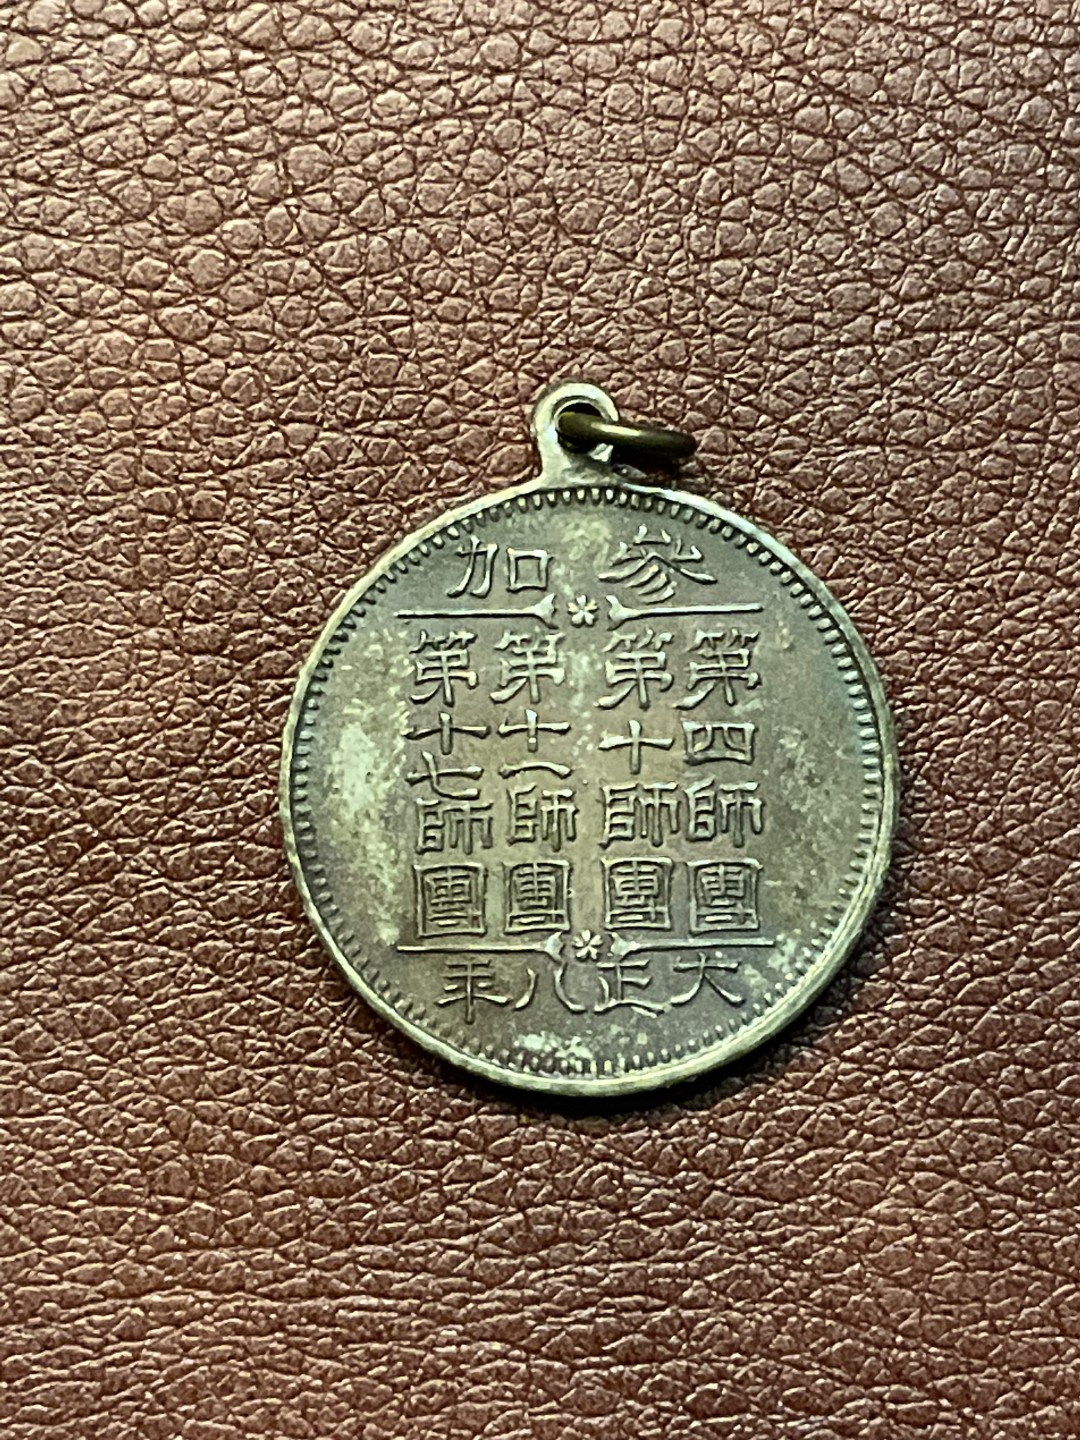 參加
第四師團
第十師團
第十一師團
第十七師團
大正八年